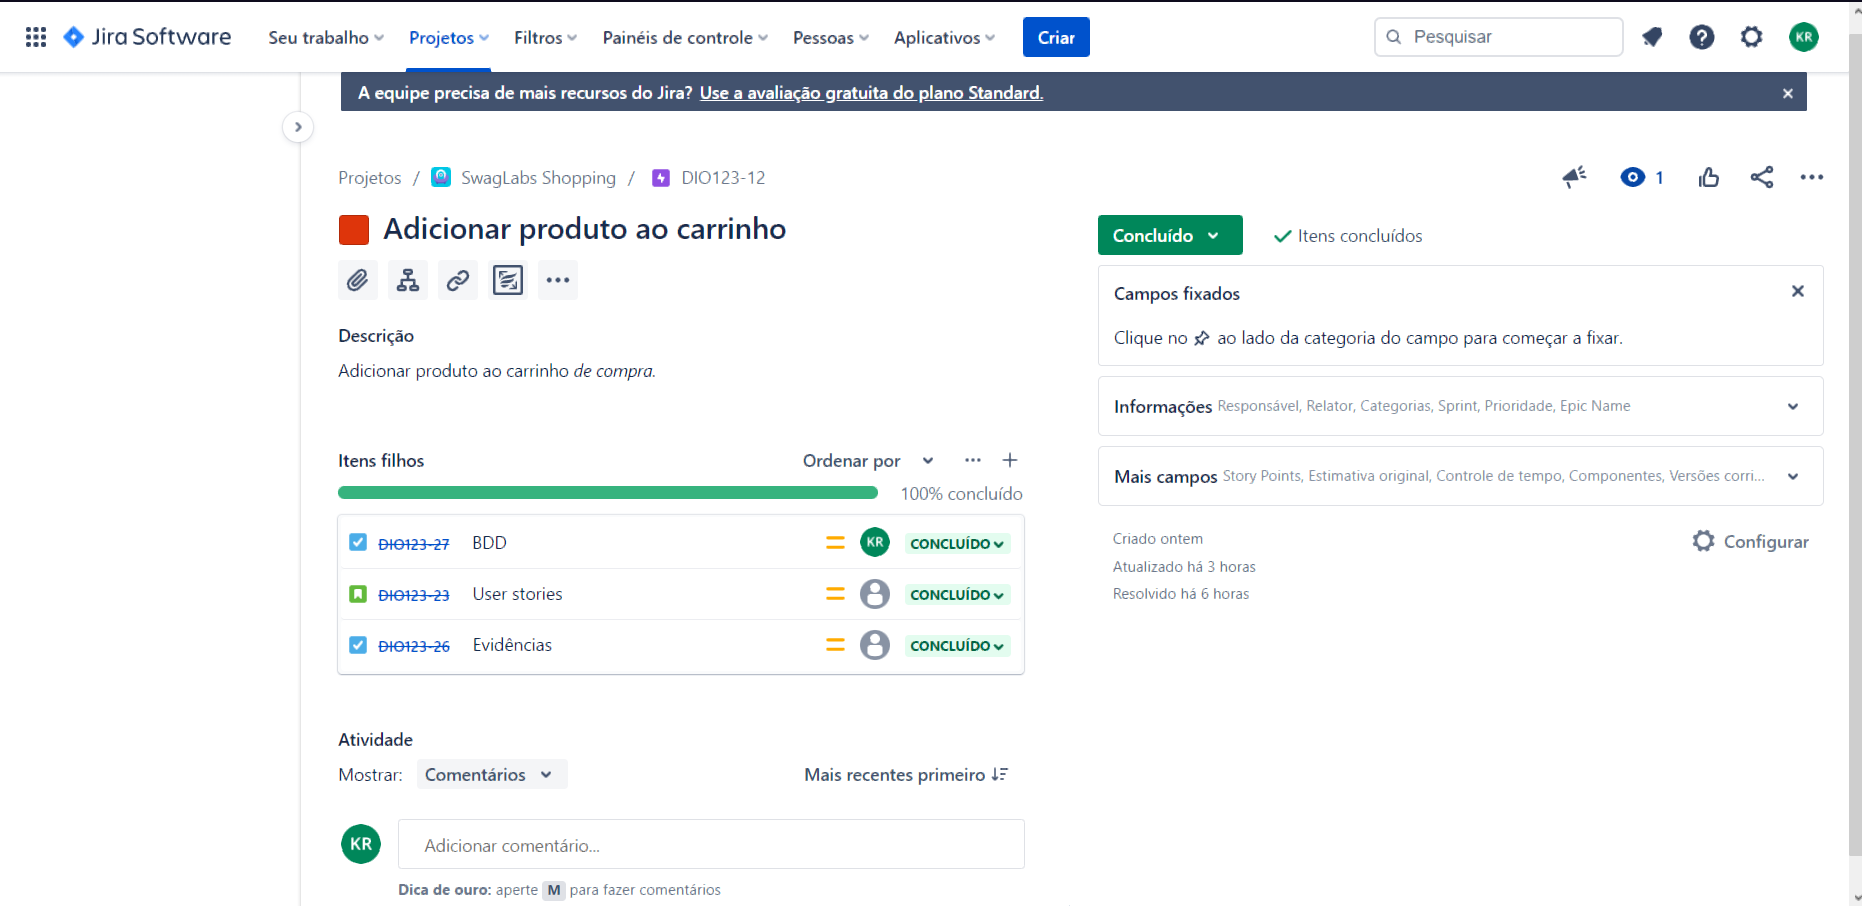 Jira Software Seu trabalho Projetos Filtros Painéis de controle Pessoas Aplicativos Criar Pesquisar KR
A equipe precisa de mais recursos do Jira? Use a avaliação gratuita do plano Standard.
Projetos / SwagLabs Shopping / DIO123-12 1
Adicionar produto ao carrinho
Concluído Itens concluídos
Campos fixados
Clique no ao lado da categoria do campo para começar a fixar.
Descrição
Adicionar produto ao carrinho de compra.
Informações Responsável, Relator, Categorias, Sprint, Prioridade, Epic Name
Itens filhos Ordenar por
Mais campos Story Points, Estimativa original, Controle de tempo, Componentes, Versões corri...
100% concluído
DIO123-27 BDD KR CONCLUÍDO
DIO123-23 User stories CONCLUÍDO
DIO123-26 Evidências CONCLUÍDO
Criado ontem Configurar
Atualizado há 3 horas
Resolvido há 6 horas
Atividade
Mostrar: Comentários Mais recentes primeiro
KR Adicionar comentário...
Dica de ouro: aperte M para fazer comentários